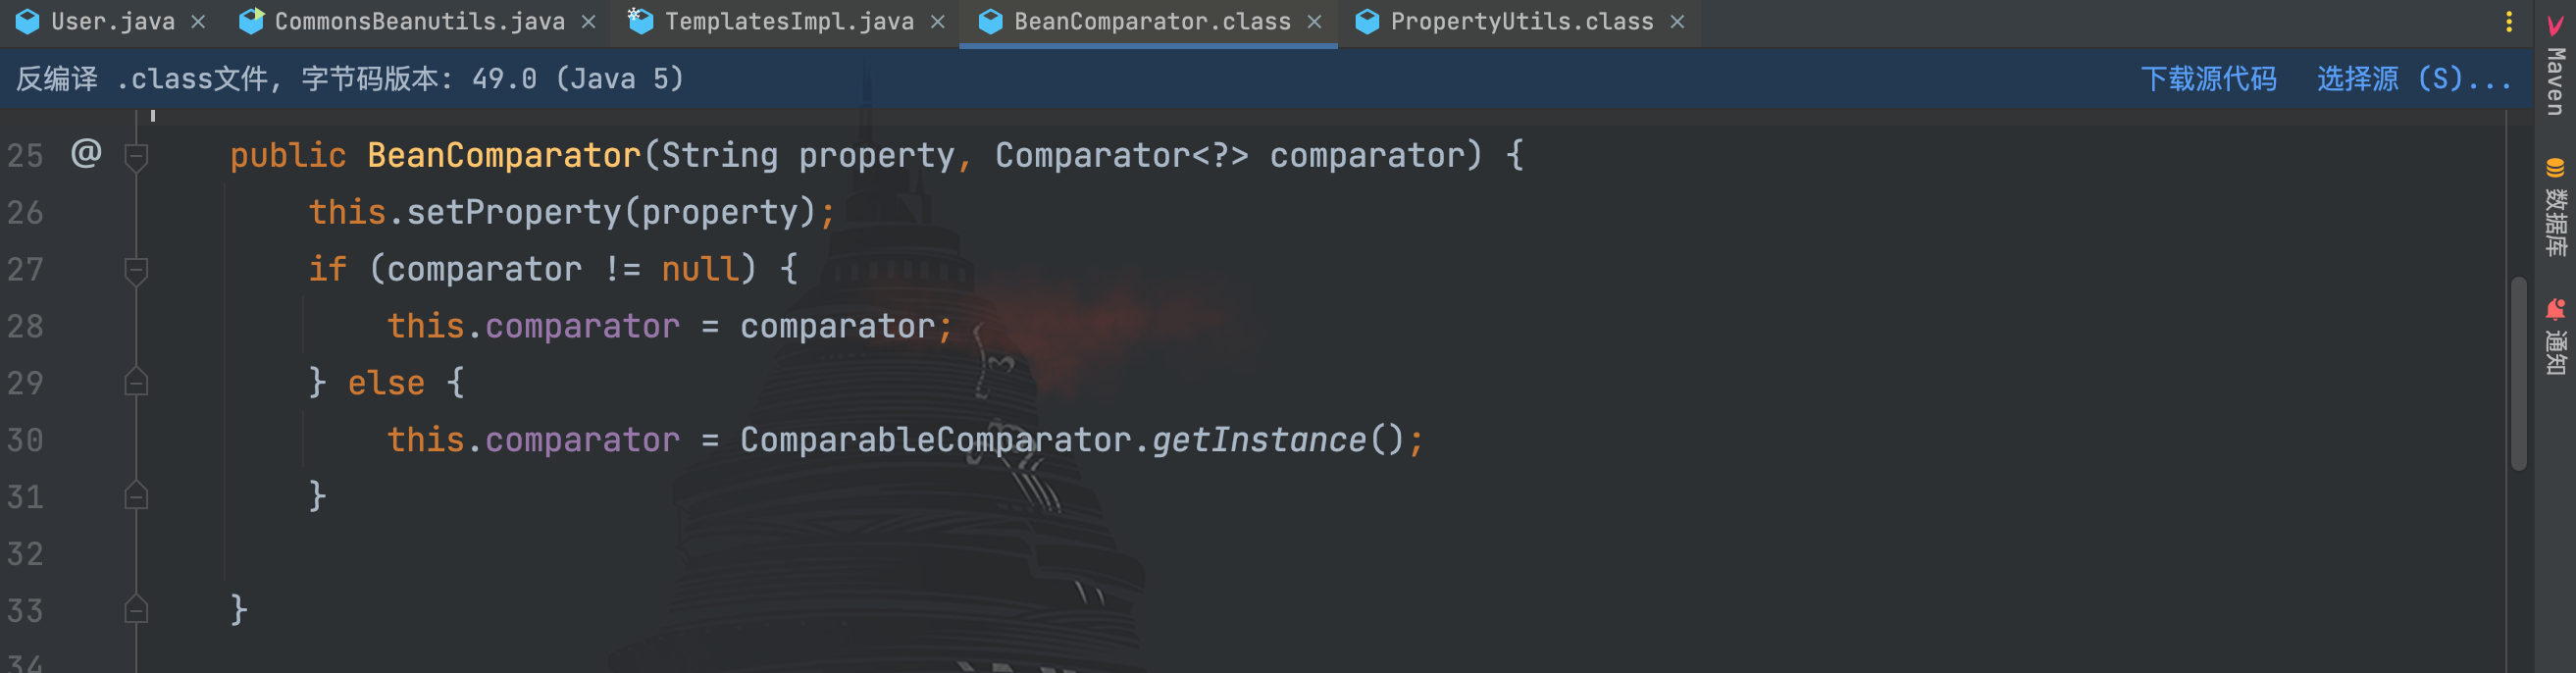 User.java CommonsBeanutils.java TemplatesImpl.java BeanComparator.class PropertyUtils.class
反编译 .class文件, 字节码版本: 49.0 (Java 5) 下载源代码 选择源 (S)...
25 @ public BeanComparator(String property, Comparator<?> comparator) {
26 this.setProperty(property);
27 if (comparator != null) {
28 this.comparator = comparator;
29 } else {
30 this.comparator = ComparableComparator.getInstance();
31 }
32
33 }
34
Maven
数据库
通知